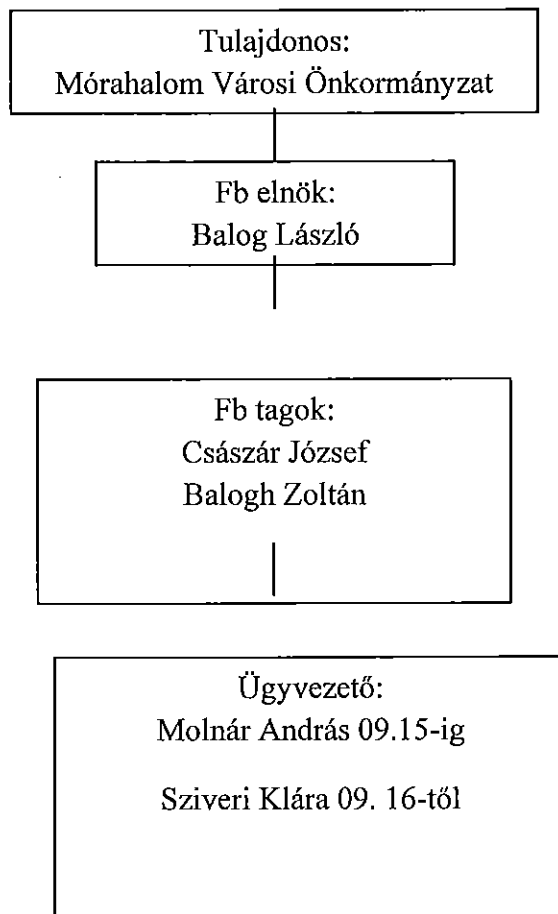 Tulajdonos:
Mórahalom Városi Önkormányzat
Fb elnök:
Balog László
Fb tagok:
Császár József
Balogh Zoltán
Ügyvezető:
Molnár András 09.15-ig
Sziveri Klára 09. 16-tól